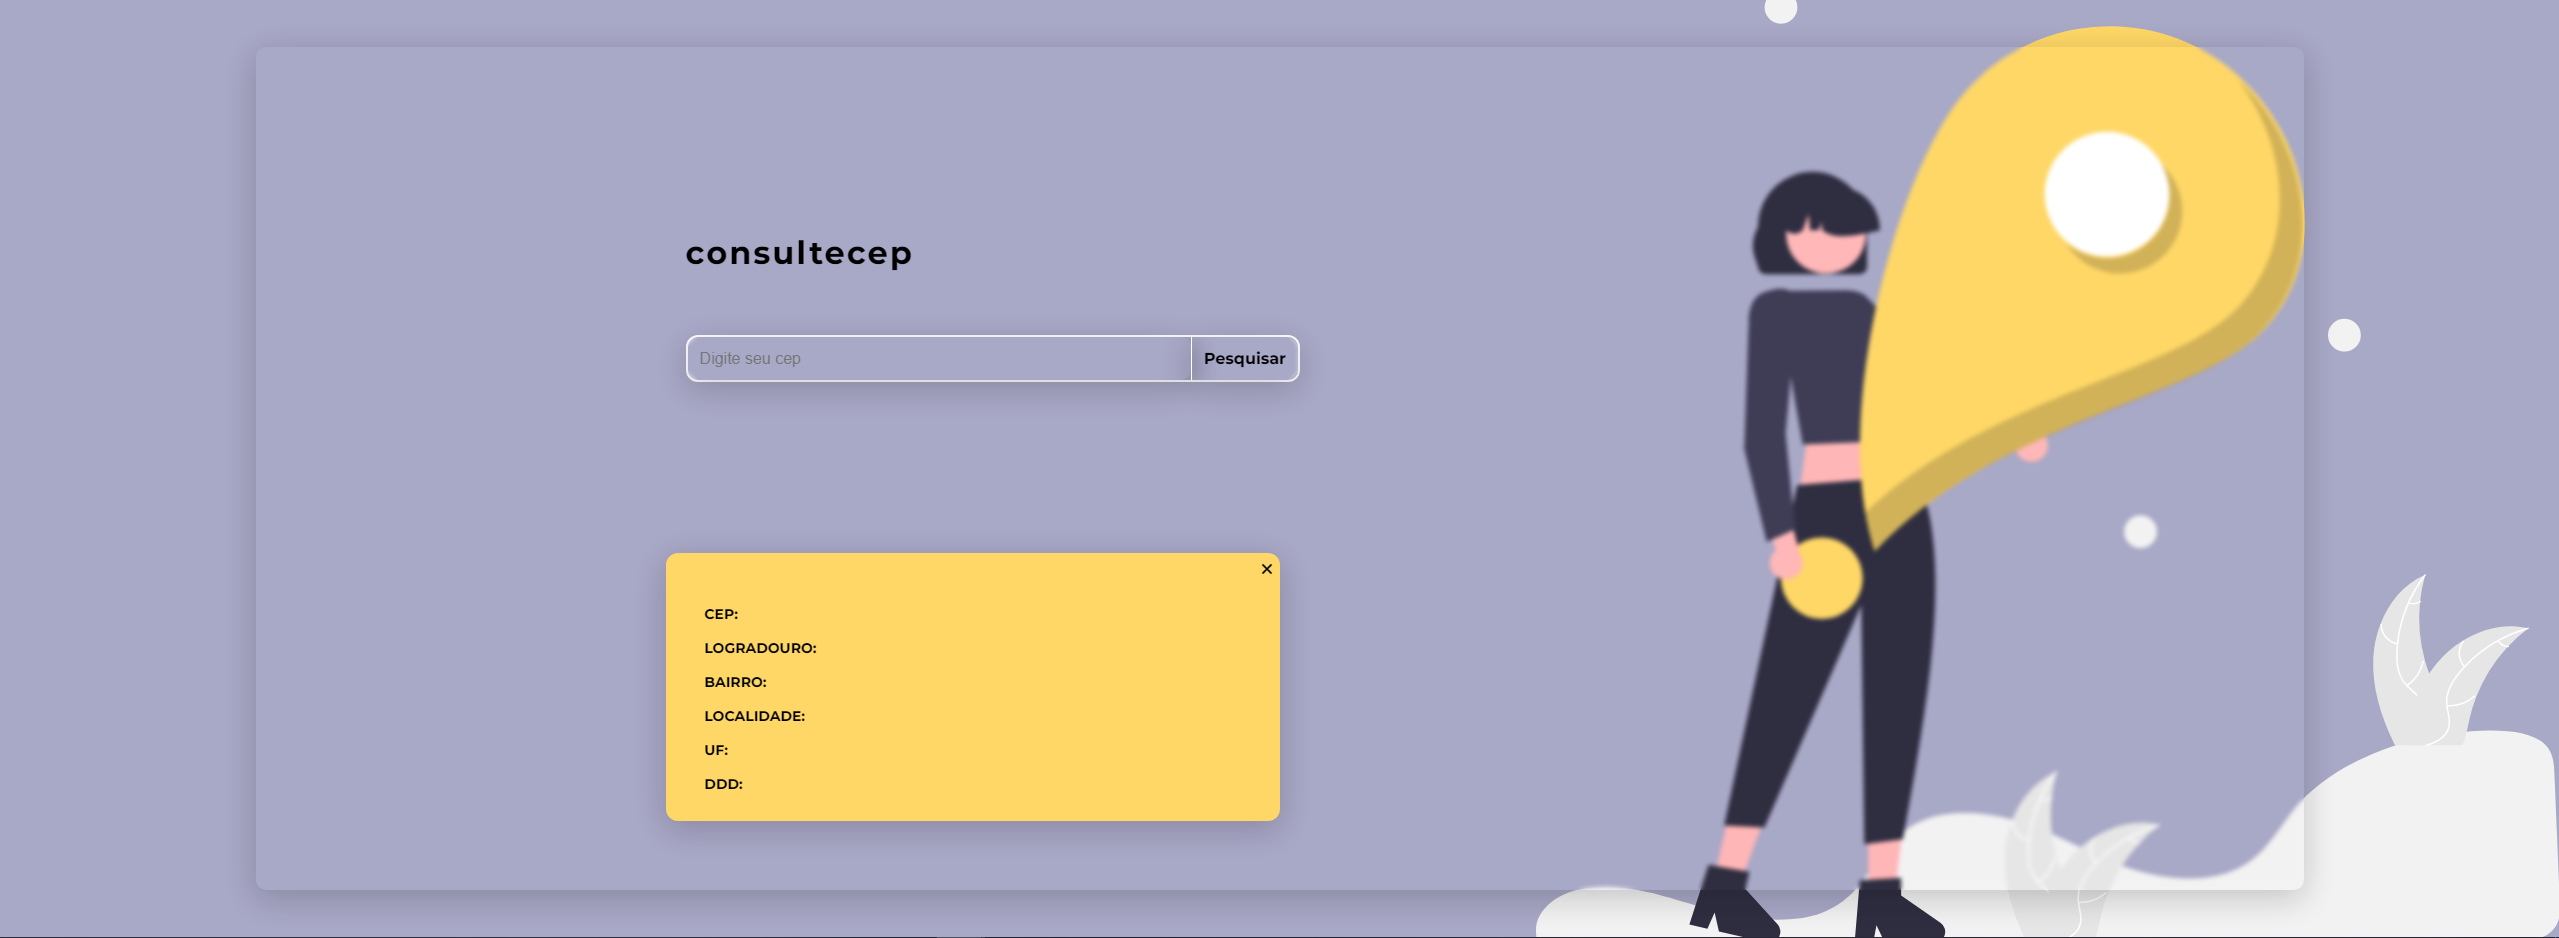 consultecep
Digite seu cep
Pesquisar
✕
CEP:
LOGRADOURO:
BAIRRO:
LOCALIDADE:
UF:
DDD: